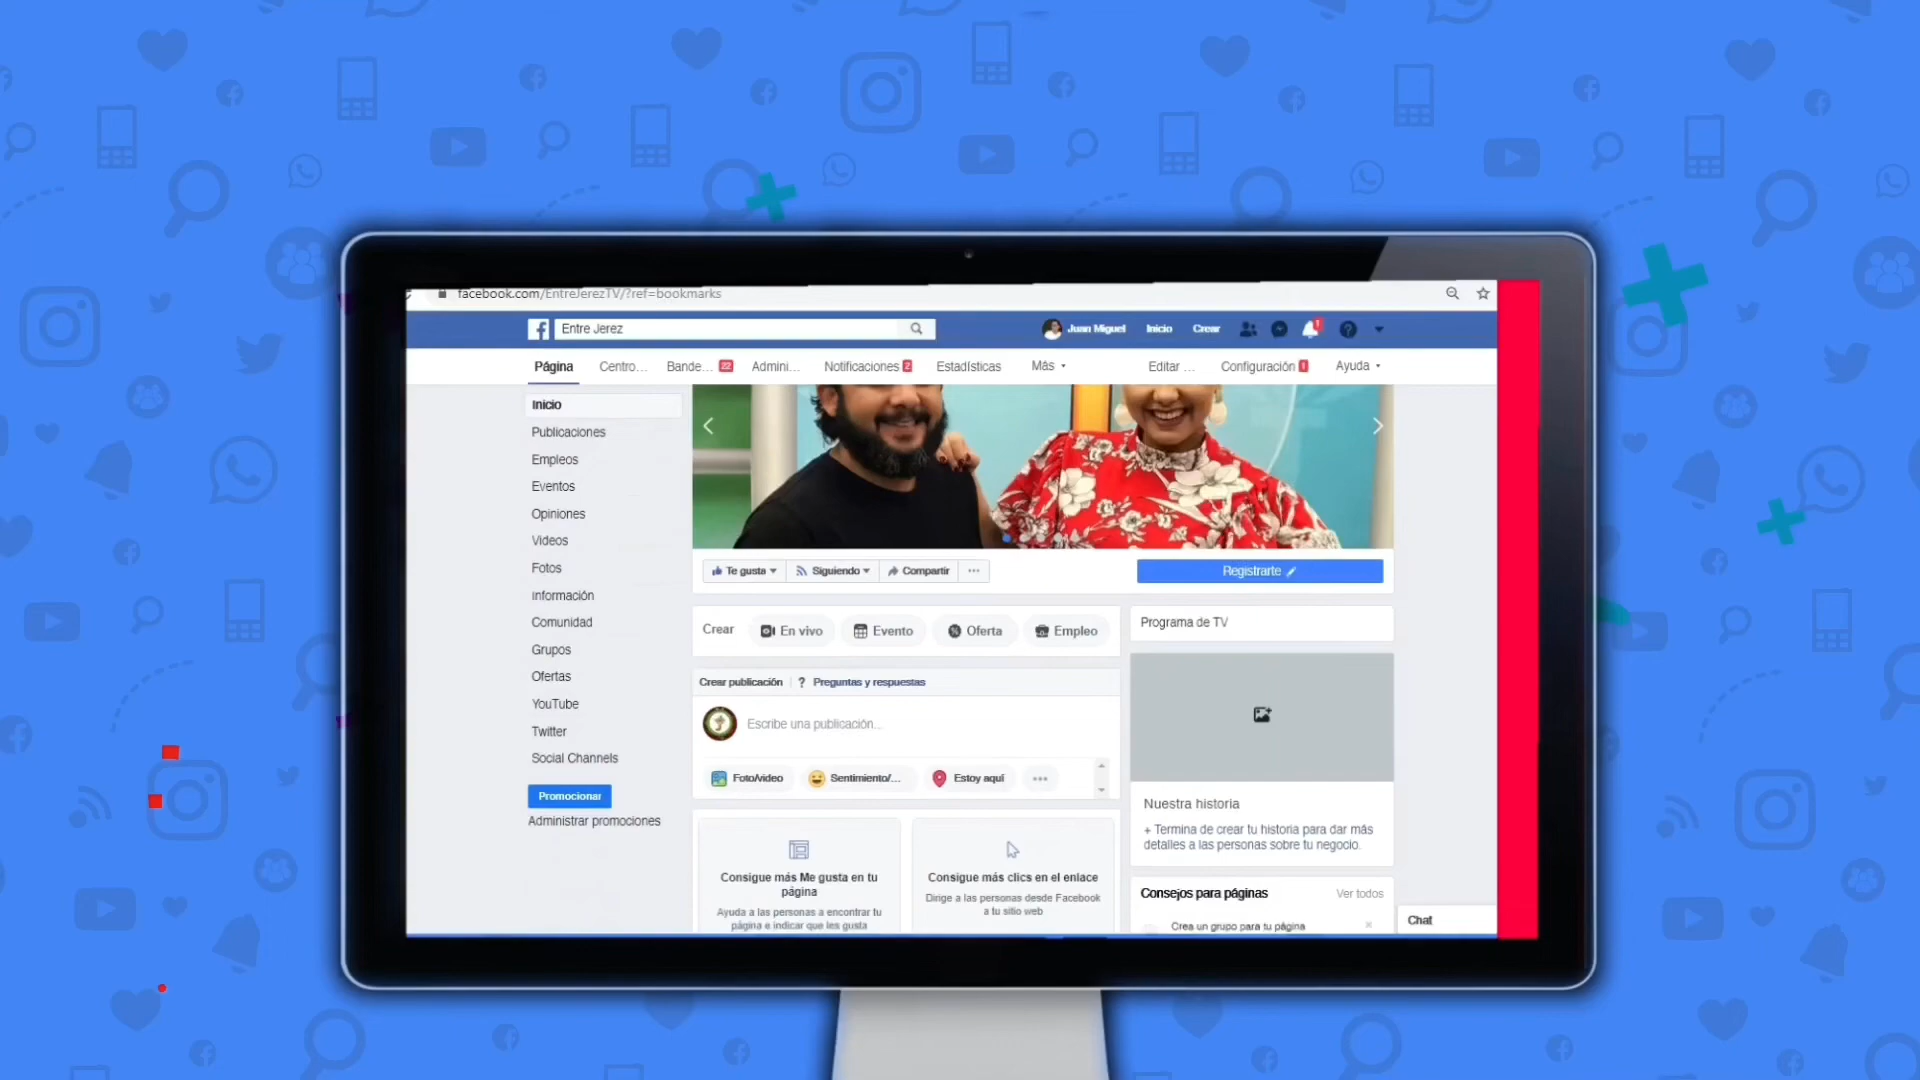 facebook.com/EntreJerezTV/?ref=bookmarks
Entre Jerez
Juan Miguel Inicio Crear 1
Página Centro... Bande... 22 Admini... Notificaciones 2 Estadísticas Más Editar ... Configuración 1 Ayuda
Inicio
Publicaciones
Empleos
Eventos
Opiniones
Videos
Fotos
Información
Comunidad
Grupos
Ofertas
YouTube
Twitter
Social Channels
Promocionar
Administrar promociones
Te gusta Siguiendo Compartir ...
Registrarte
Crear En vivo Evento Oferta Empleo
Crear publicación ? Preguntas y respuestas
Escribe una publicación...
Foto/video Sentimiento/... Estoy aquí ...
Consigue más Me gusta en tu
página
Ayuda a las personas a encontrar tu
página e indicar que les gusta
Consigue más clics en el enlace
Dirige a las personas desde Facebook
a tu sitio web
Programa de TV
Nuestra historia
+ Termina de crear tu historia para dar más
detalles a las personas sobre tu negocio.
Consejos para páginas Ver todos
Crea un grupo para tu página
Chat